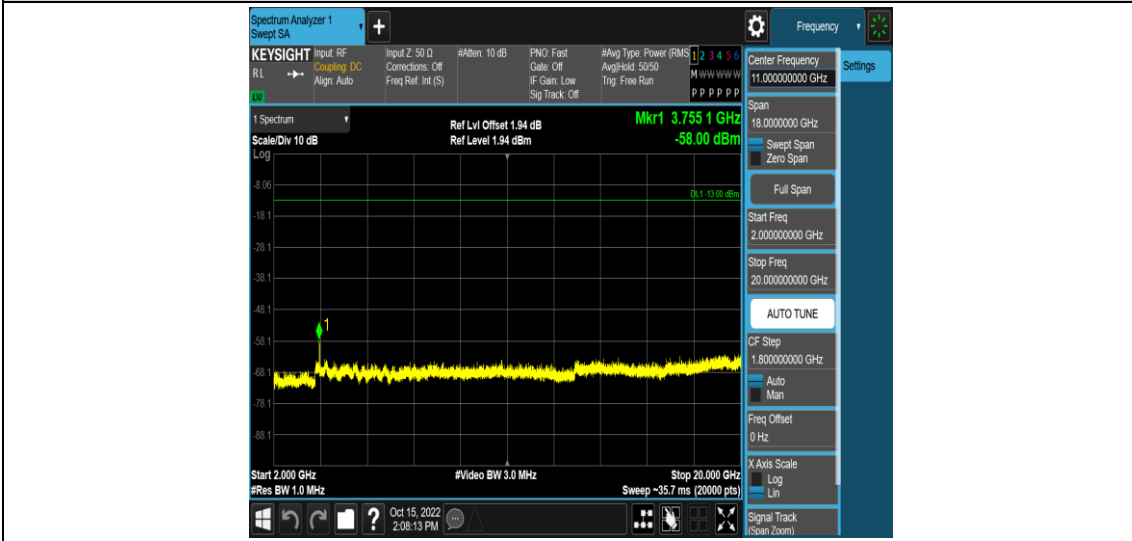 Spectrum Analyzer 1
Swept SA
+
Frequency
KEYSIGHT
RL
Input: RF
Coupling: DC
Align: Auto
Input Z: 50 Ω
Corrections: Off
Freq Ref: Int (S)
#Atten: 10 dB
PNO: Fast
Gate: Off
IF Gain: Low
Sig Track: Off
#Avg Type: Power (RMS
Avg|Hold: 50/50
Trig: Free Run
1 2 3 4 5 6
M W W W W W
P P P P P P
1 Spectrum
Scale/Div 10 dB
Log
Ref Lvl Offset 1.94 dB
Ref Level 1.94 dBm
Mkr1 3.755 1 GHz
-58.00 dBm
-8.06
DL1 -13.00 dBm
-18.1
-28.1
-38.1
-48.1
1
-58.1
-68.1
-78.1
-88.1
Start 2.000 GHz
#Res BW 1.0 MHz
#Video BW 3.0 MHz
Stop 20.000 GHz
Sweep ~35.7 ms (20000 pts)
?
Oct 15, 2022
2:08:13 PM
Center Frequency
11.000000000 GHz
Settings
Span
18.0000000 GHz
Swept Span
Zero Span
Full Span
Start Freq
2.000000000 GHz
Stop Freq
20.000000000 GHz
AUTO TUNE
CF Step
1.800000000 GHz
Auto
Man
Freq Offset
0 Hz
X Axis Scale
Log
Lin
Signal Track
(Span Zoom)